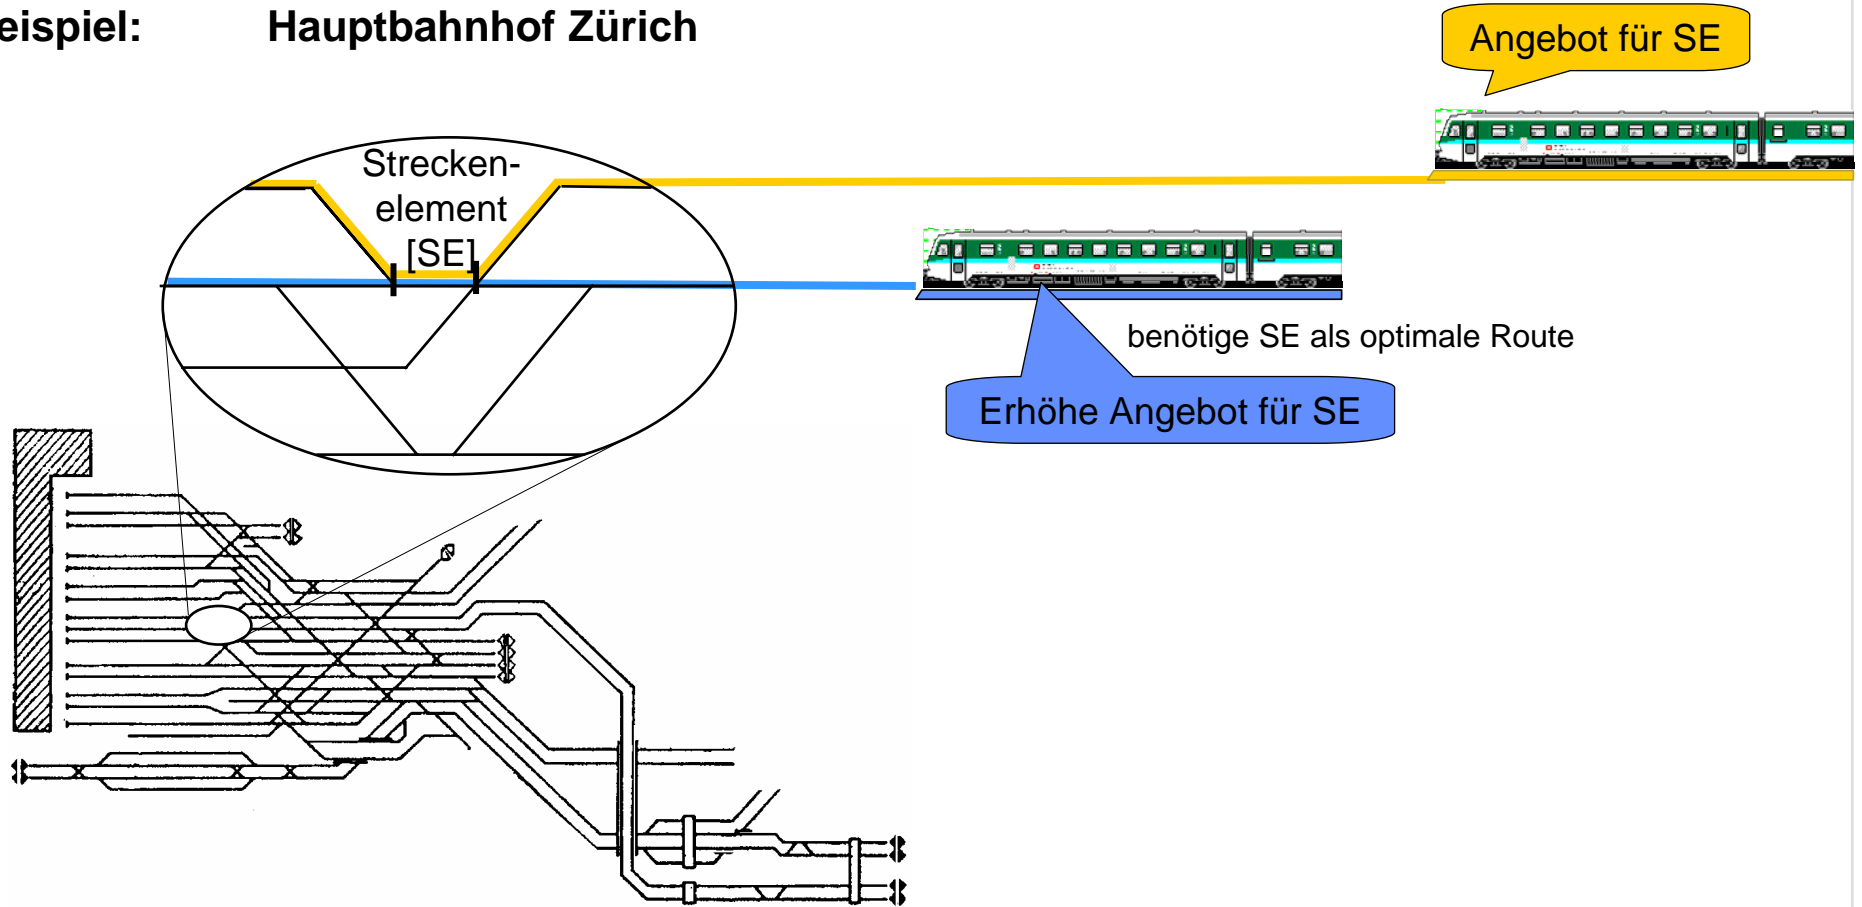 eispiel: Hauptbahnhof Zürich
Angebot für SE
Strecken-
element
[SE]
benötige SE als optimale Route
Erhöhe Angebot für SE